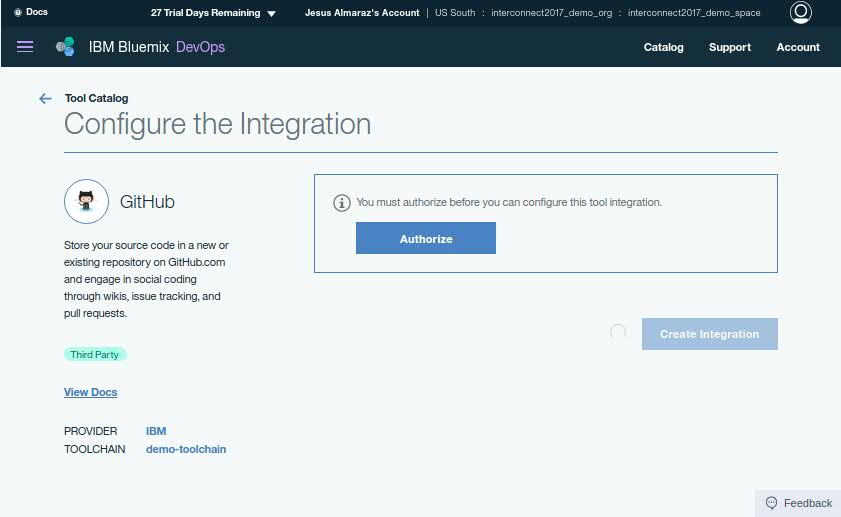 Docs
27 Trial Days Remaining
Jesus Almaraz's Account | US South : interconnect2017_demo_org : interconnect2017_demo_space
IBM Bluemix DevOps
Catalog
Support
Account
Tool Catalog
Configure the Integration
GitHub
Store your source code in a new or
existing repository on GitHub.com
and engage in social coding
through wikis, issue tracking, and
pull requests.
Third Party
View Docs
PROVIDER IBM
TOOLCHAIN demo-toolchain
You must authorize before you can configure this tool integration.
Authorize
Create Integration
Feedback